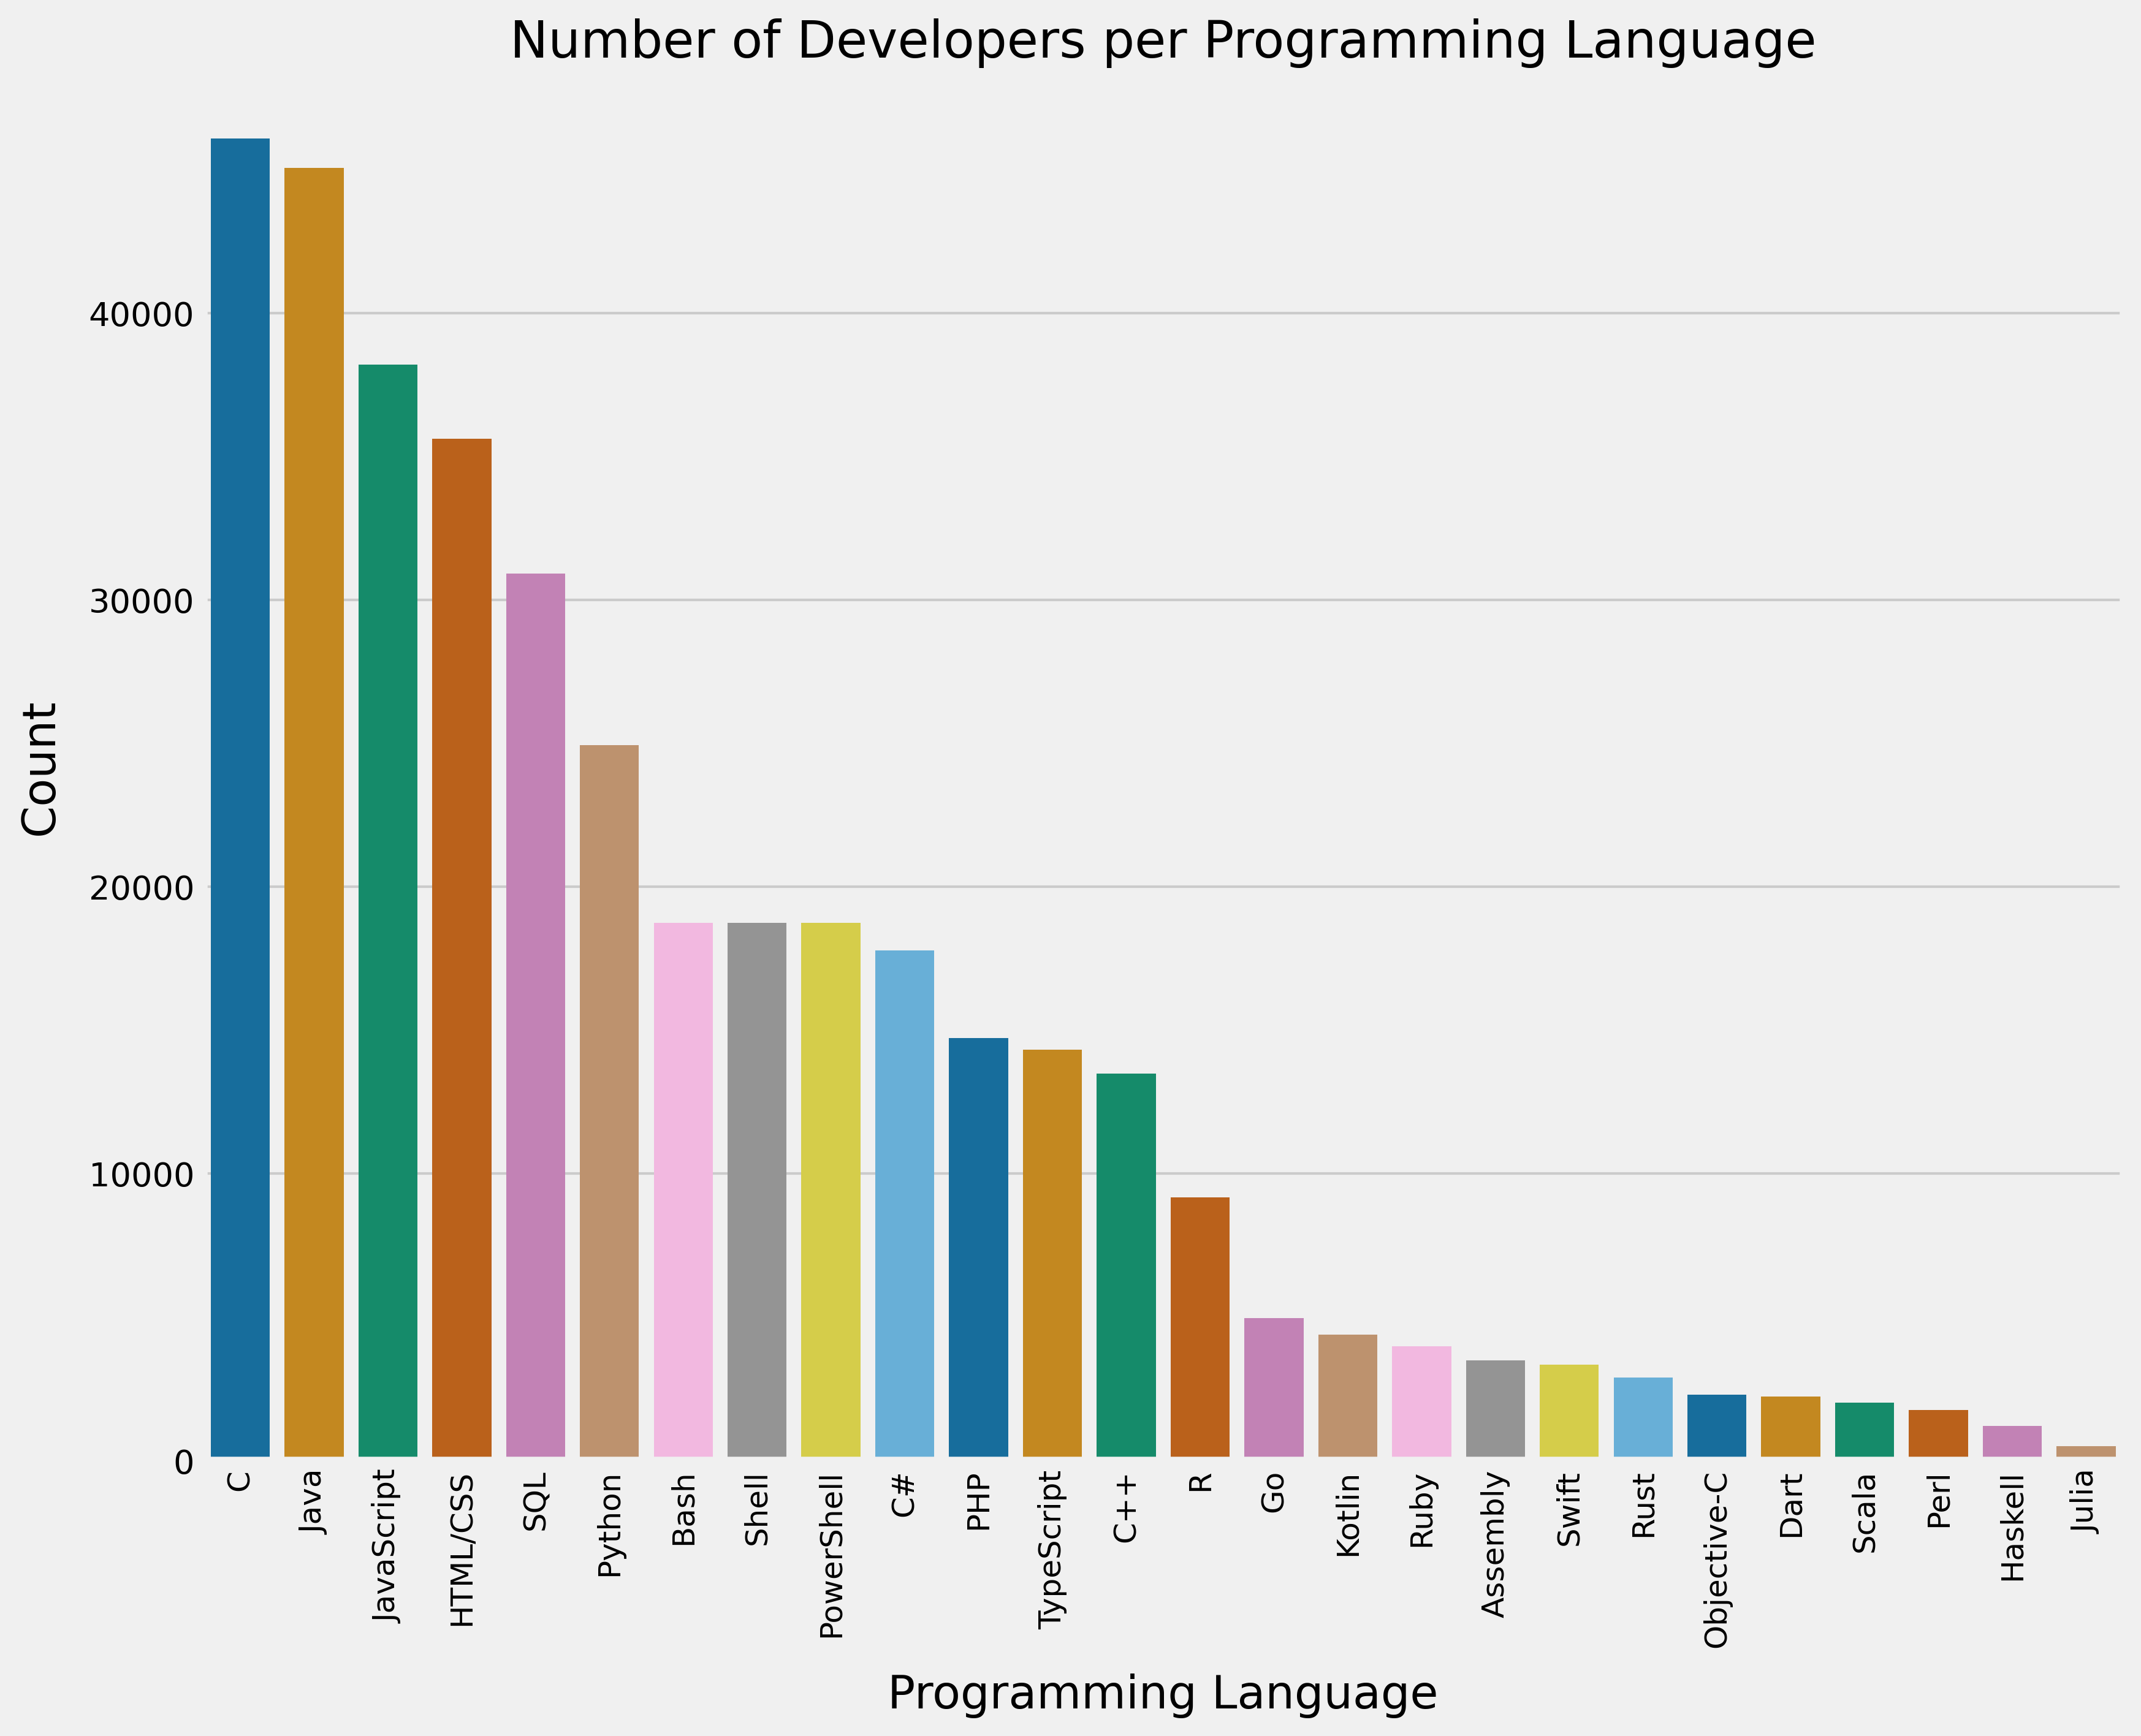 Number of Developers per Programming Language
Count
40000
30000
20000
10000
0
C
Java
JavaScript
HTML/CSS
SQL
Python
Bash
Shell
PowerShell
C#
PHP
TypeScript
C++
R
Go
Kotlin
Ruby
Assembly
Swift
Rust
Objective-C
Dart
Scala
Perl
Haskell
Julia
Programming Language